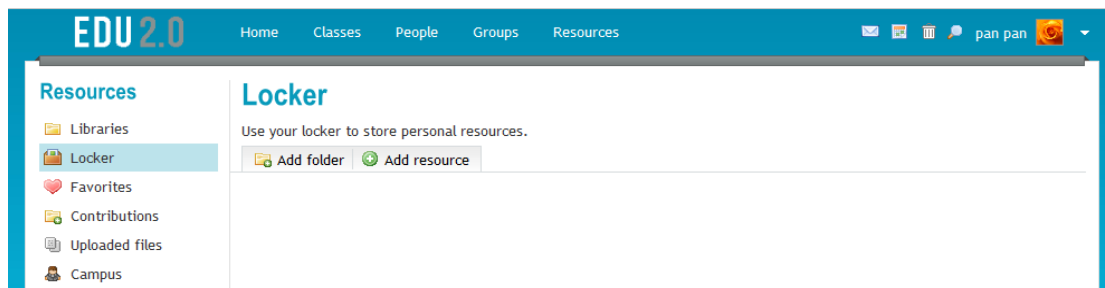 EDU 2.0 Home Classes People Groups Resources pan pan
Resources
Libraries
Locker
Favorites
Contributions
Uploaded files
Campus
Locker
Use your locker to store personal resources.
Add folder Add resource